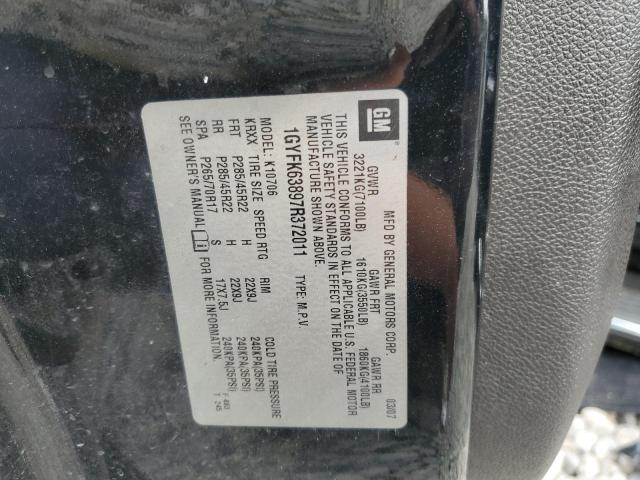 GM
MFD BY GENERAL MOTORS CORP. 03/07
GVWR GAWR FRT GAWR RR
3221KG(7100LB) 1610KG(3550LB) 1860KG(4100LB)
THIS VEHICLE CONFORMS TO ALL APPLICABLE U.S. FEDERAL MOTOR
VEHICLE SAFETY STANDARDS IN EFFECT ON THE DATE OF
MANUFACTURE SHOWN ABOVE.
1GYFK63897R372011 TYPE: M.P.V.
MODEL: K10706
KRXX TIRE SIZE SPEED RTG RIM COLD TIRE PRESSURE
FRT P285/45R22 H 22X9J 240KPA(35PSI)
RR P285/45R22 H 22X9J 240KPA(35PSI)
SPA P265/70R17 S 17X7.5J 240KPA(35PSI)
SEE OWNER'S MANUAL FOR MORE INFORMATION.
T 245